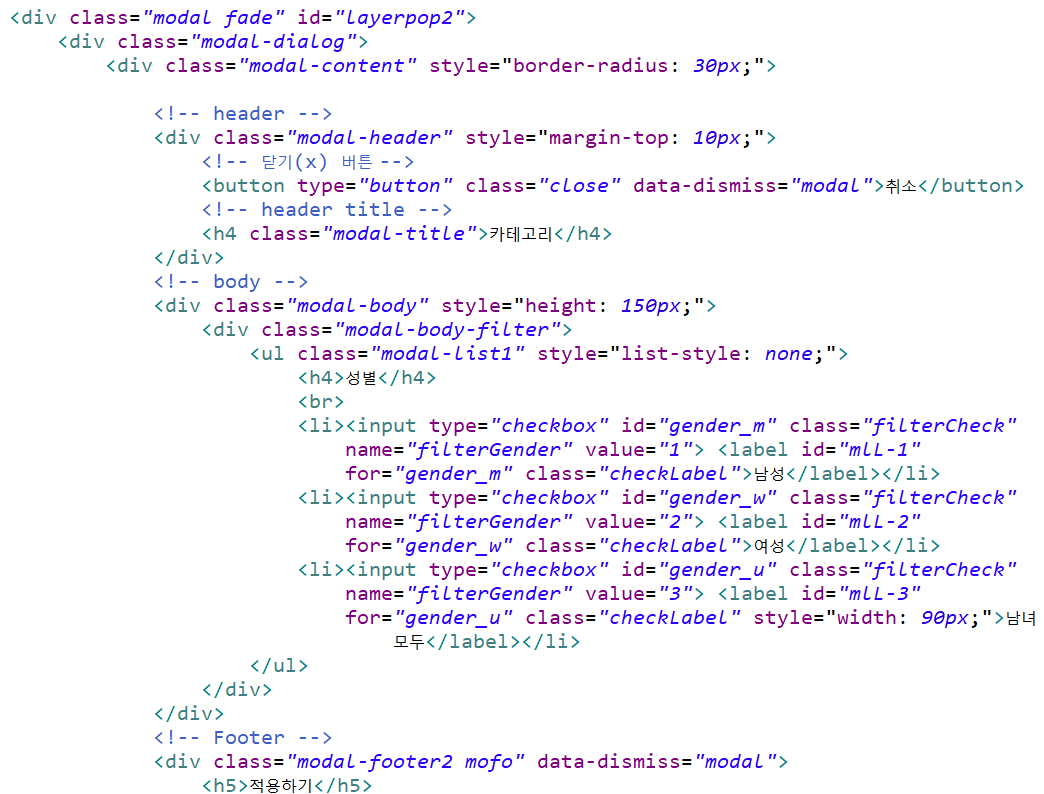 <div class="modal fade" id="layerpop2">
<div class="modal-dialog">
<div class="modal-content" style="border-radius: 30px;">
<!-- header -->
<div class="modal-header" style="margin-top: 10px;">
<!-- 닫기(x) 버튼 -->
<button type="button" class="close" data-dismiss="modal">취소</button>
<!-- header title -->
<h4 class="modal-title">카테고리</h4>
</div>
<!-- body -->
<div class="modal-body" style="height: 150px;">
<div class="modal-body-filter">
<ul class="modal-list1" style="list-style: none;">
<h4>성별</h4>
<br>
<li><input type="checkbox" id="gender_m" class="filterCheck"
name="filterGender" value="1"> <label id="mlL-1"
for="gender_m" class="checkLabel">남성</label></li>
<li><input type="checkbox" id="gender_w" class="filterCheck"
name="filterGender" value="2"> <label id="mlL-2"
for="gender_w" class="checkLabel">여성</label></li>
<li><input type="checkbox" id="gender_u" class="filterCheck"
name="filterGender" value="3"> <label id="mlL-3"
for="gender_u" class="checkLabel" style="width: 90px;">남녀
모두</label></li>
</ul>
</div>
</div>
<!-- Footer -->
<div class="modal-footer2 mofo" data-dismiss="modal">
<h5>적용하기</h5>